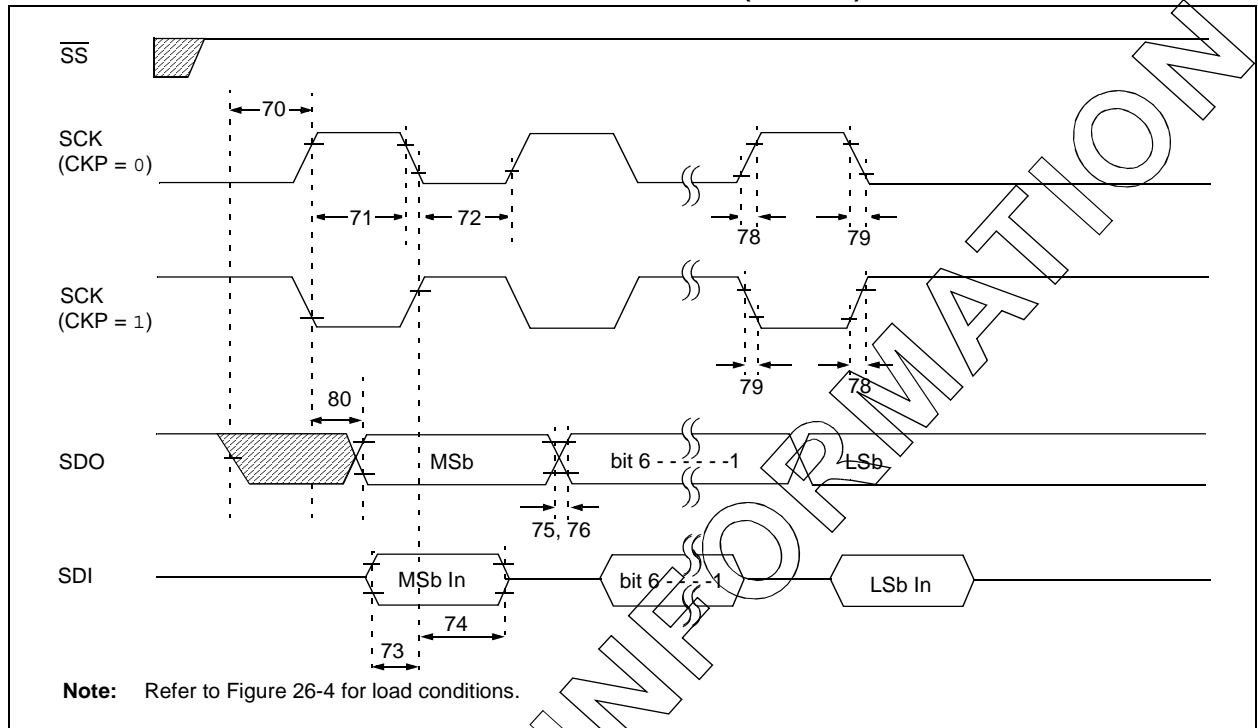 SS
70
SCK
(CKP = 0)
71
72
78
79
SCK
(CKP = 1)
79
78
80
SDO
MSb
bit 6 - - - - - -1
LSb
75, 76
SDI
MSb In
bit 6 - - - -1
LSb In
74
73
Note: Refer to Figure 26-4 for load conditions.
INFORMATION